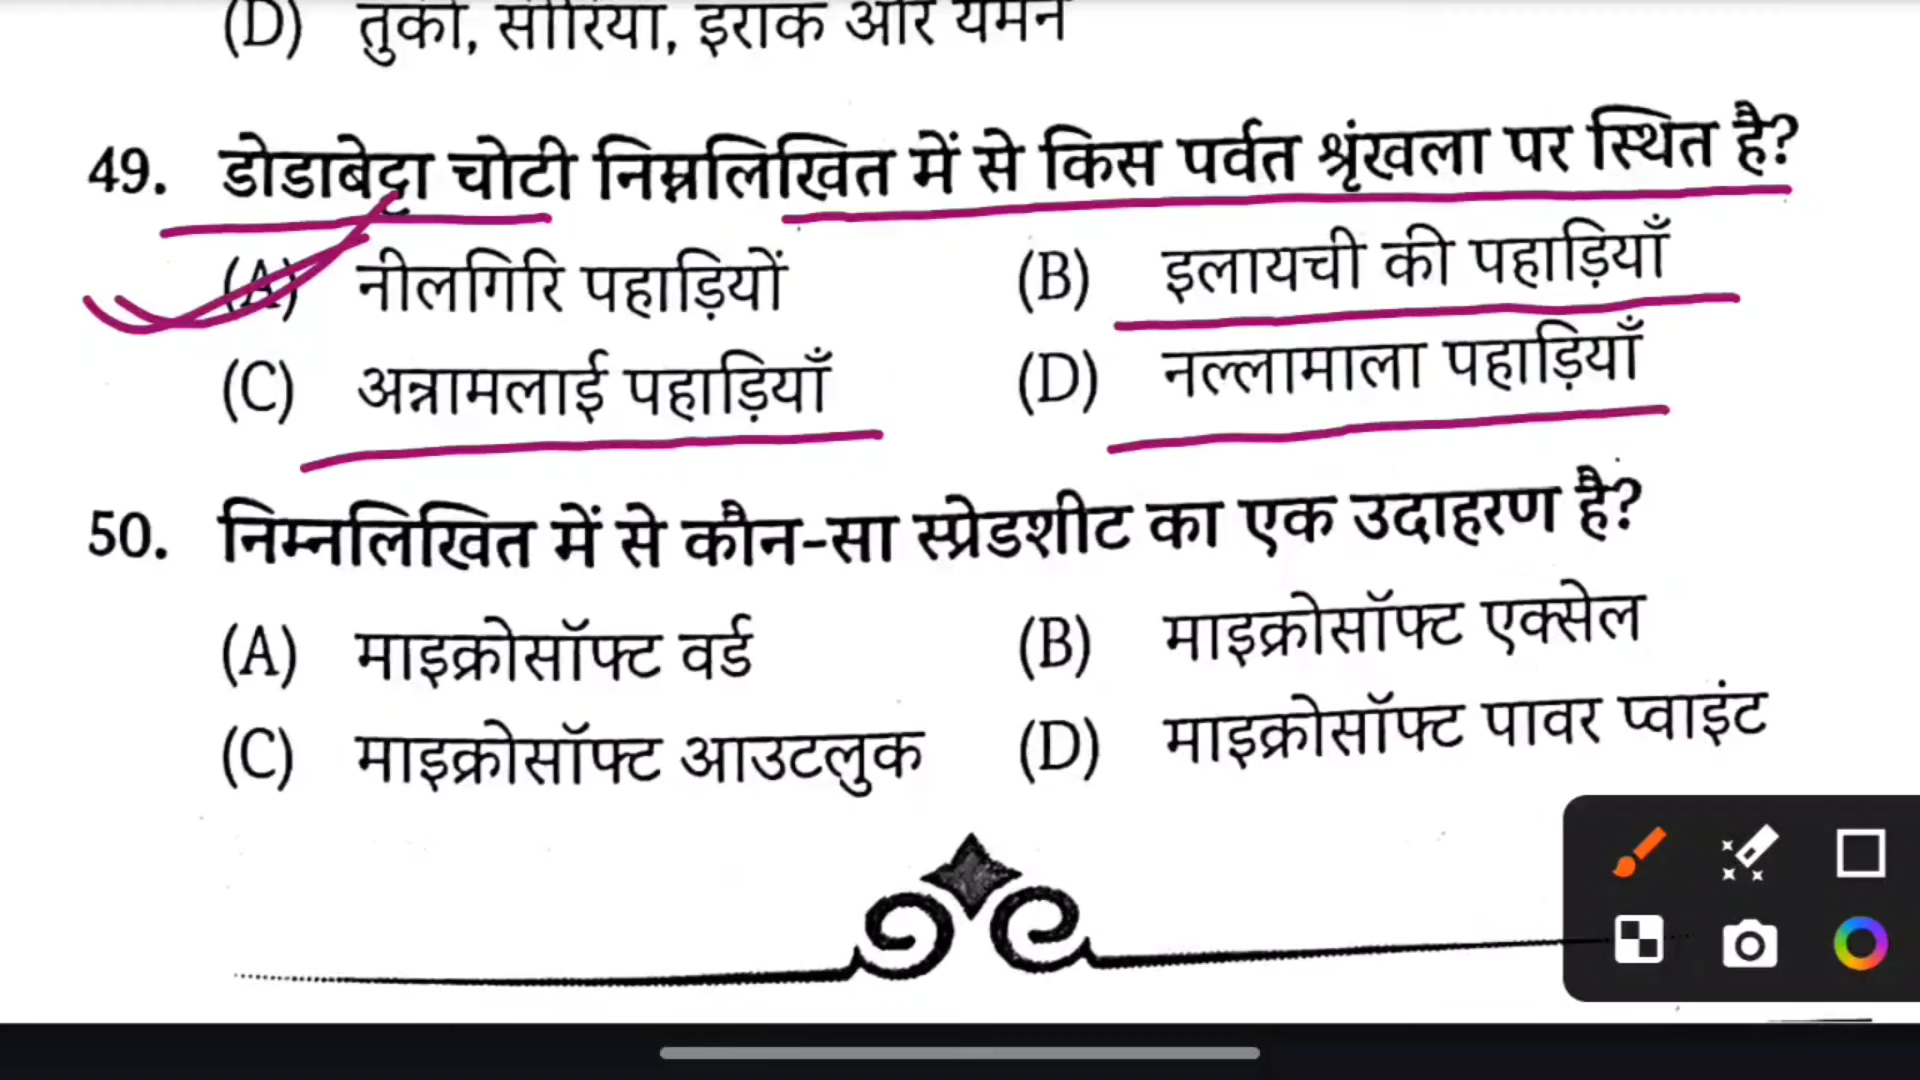 (D) तुर्की, सीरिया, इराक और यमन
49. डोडाबेट्टा चोटी निम्नलिखित में से किस पर्वत श्रृंखला पर स्थित है?
(A) नीलगिरि पहाड़ियों (B) इलायची की पहाड़ियाँ
(C) अन्नामलाई पहाड़ियाँ (D) नल्लामाला पहाड़ियाँ
50. निम्नलिखित में से कौन-सा स्प्रेडशीट का एक उदाहरण है?
(A) माइक्रोसॉफ्ट वर्ड (B) माइक्रोसॉफ्ट एक्सेल
(C) माइक्रोसॉफ्ट आउटलुक (D) माइक्रोसॉफ्ट पावर प्वाइंट